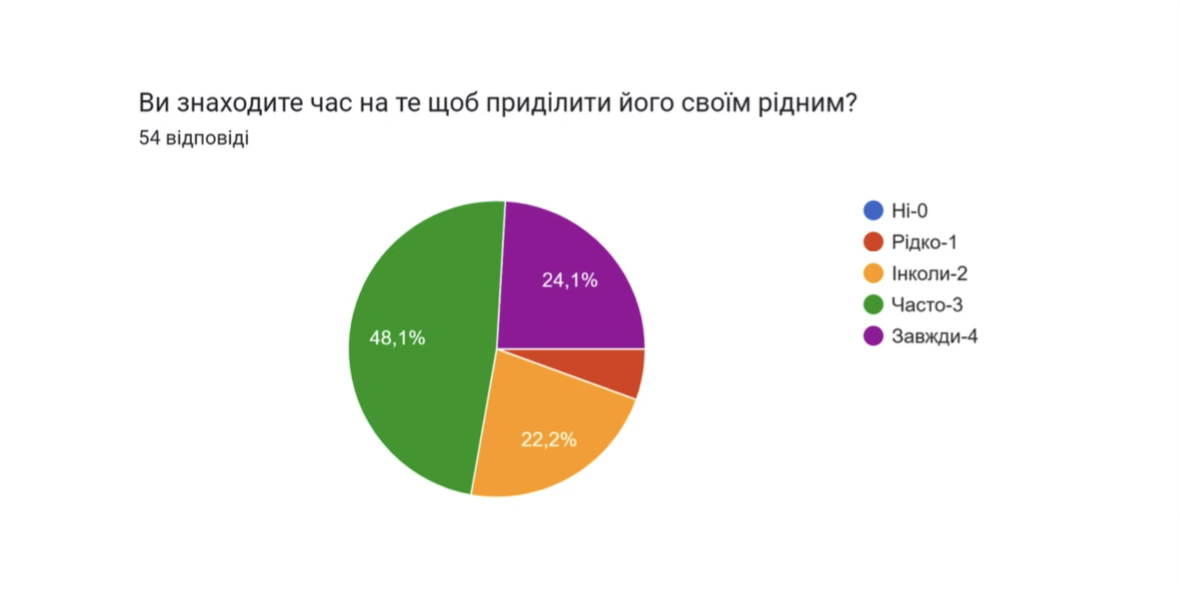 Ви знаходите час на те щоб приділити його своїм рідним?
54 відповіді
24,1%
48,1%
22,2%
Ні-0
Рідко-1
Інколи-2
Часто-3
Завжди-4